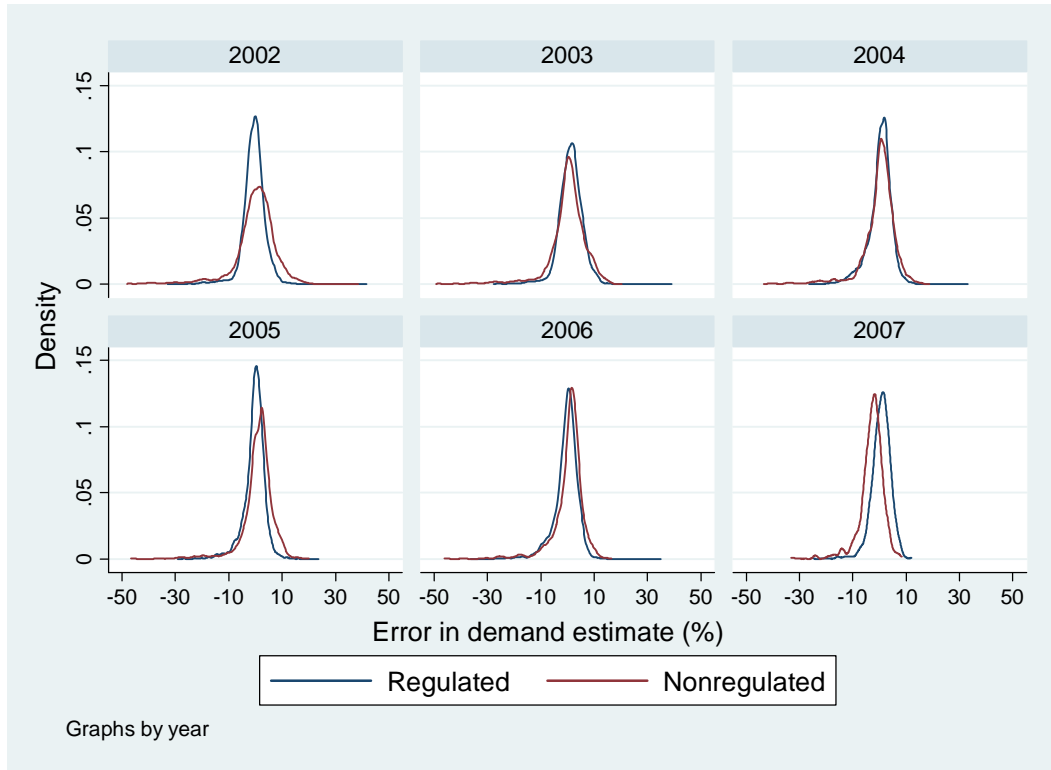 2002 2003 2004
.15
.1
.05
0
2005 2006 2007
.15
.1
.05
0
Density
-50 -30 -10 10 30 50 -50 -30 -10 10 30 50 -50 -30 -10 10 30 50
Error in demand estimate (%)
Regulated Nonregulated
Graphs by year